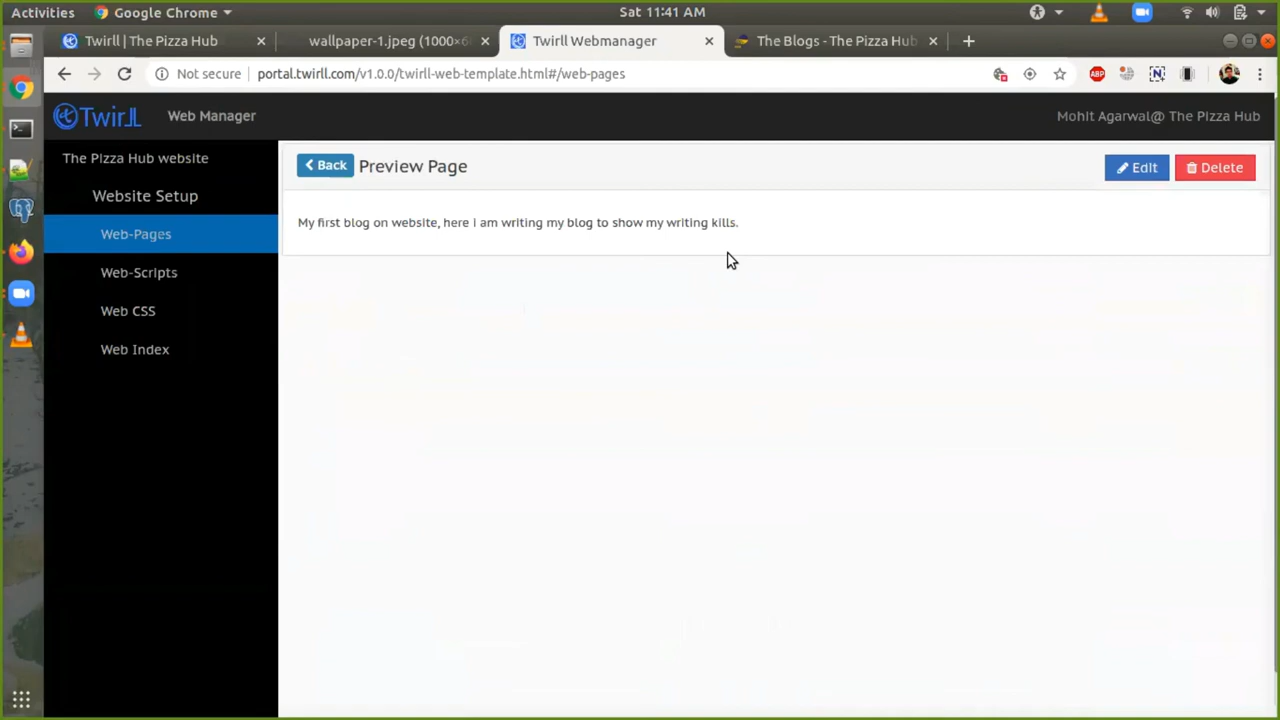 Activities Google Chrome Sat 11:41 AM
Twirll | The Pizza Hub wallpaper-1.jpeg (1000×6 Twirll Webmanager The Blogs - The Pizza Hub
Not secure portal.twirll.com/v1.0.0/twirll-web-template.html#/web-pages ABP
Twirll Web Manager Mohit Agarwal@ The Pizza Hub
The Pizza Hub website
Website Setup
Web-Pages
Web-Scripts
Web CSS
Web Index
Back Preview Page Edit Delete
My first blog on website, here i am writing my blog to show my writing kills.